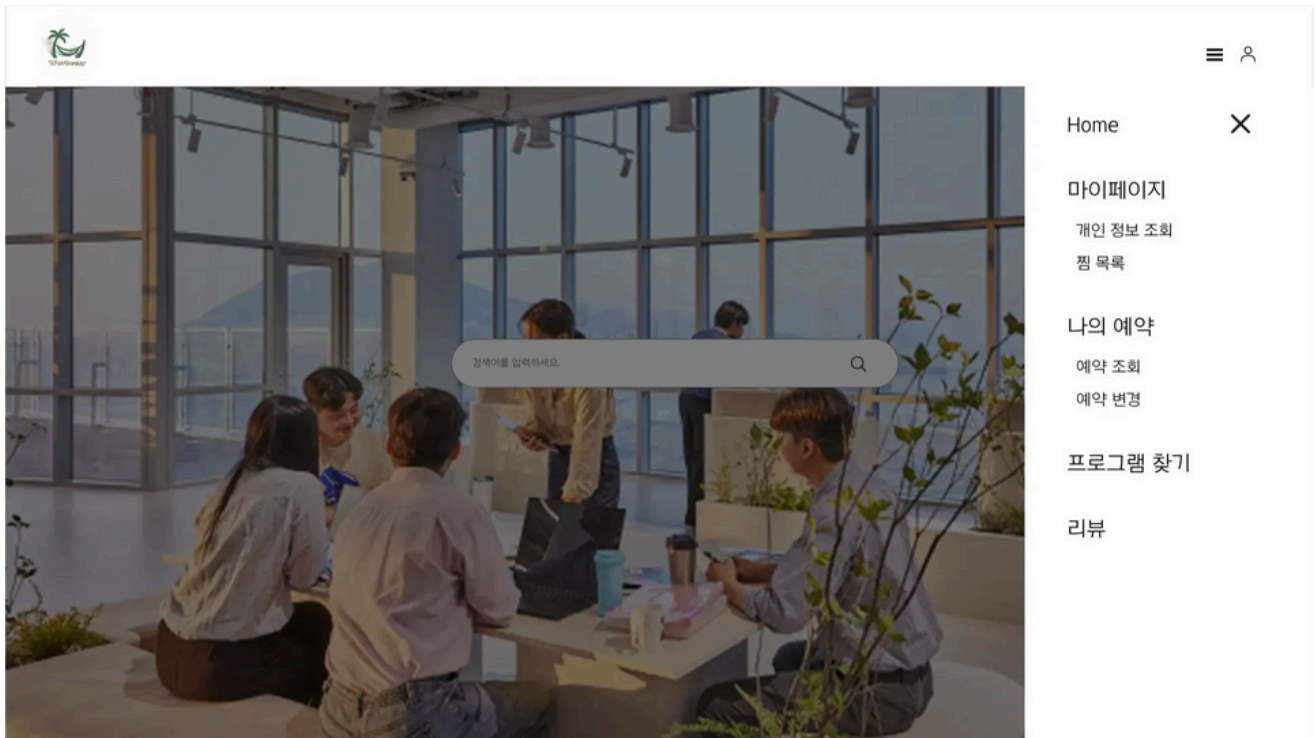 Home
마이페이지
개인 정보 조회
찜 목록
나의 예약
예약 조회
예약 변경
프로그램 찾기
리뷰
검색어를 입력하세요.